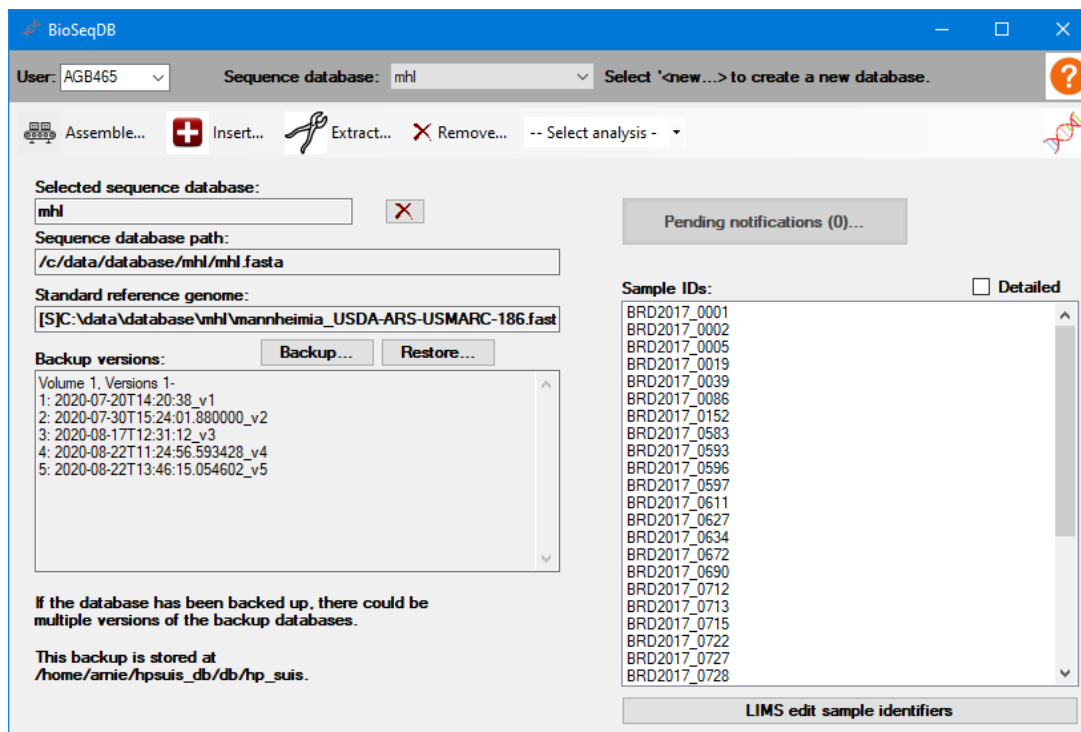 BioSeqDB
User: AGB465 Sequence database: mhl Select '<new...> to create a new database.
?
Assemble... Insert... Extract... Remove... -- Select analysis -
Selected sequence database:
mhl
Sequence database path:
/c/data/database/mhl/mhl.fasta
Standard reference genome:
[S]C:\data\database\mhl\mannheimia_USDA-ARS-USMARC-186.fast
Backup versions: Backup... Restore...
Volume 1, Versions 1-
1: 2020-07-20T14:20:38_v1
2: 2020-07-30T15:24:01.880000_v2
3: 2020-08-17T12:31:12_v3
4: 2020-08-22T11:24:56.593428_v4
5: 2020-08-22T13:46:15.054602_v5
If the database has been backed up, there could be
multiple versions of the backup databases.
This backup is stored at
/home/arnie/hpsuis_db/db/hp_suis.
Pending notifications (0)...
Sample IDs: Detailed
BRD2017_0001
BRD2017_0002
BRD2017_0005
BRD2017_0019
BRD2017_0039
BRD2017_0086
BRD2017_0152
BRD2017_0583
BRD2017_0593
BRD2017_0596
BRD2017_0597
BRD2017_0611
BRD2017_0627
BRD2017_0634
BRD2017_0672
BRD2017_0690
BRD2017_0712
BRD2017_0713
BRD2017_0715
BRD2017_0722
BRD2017_0727
BRD2017_0728
LIMS edit sample identifiers